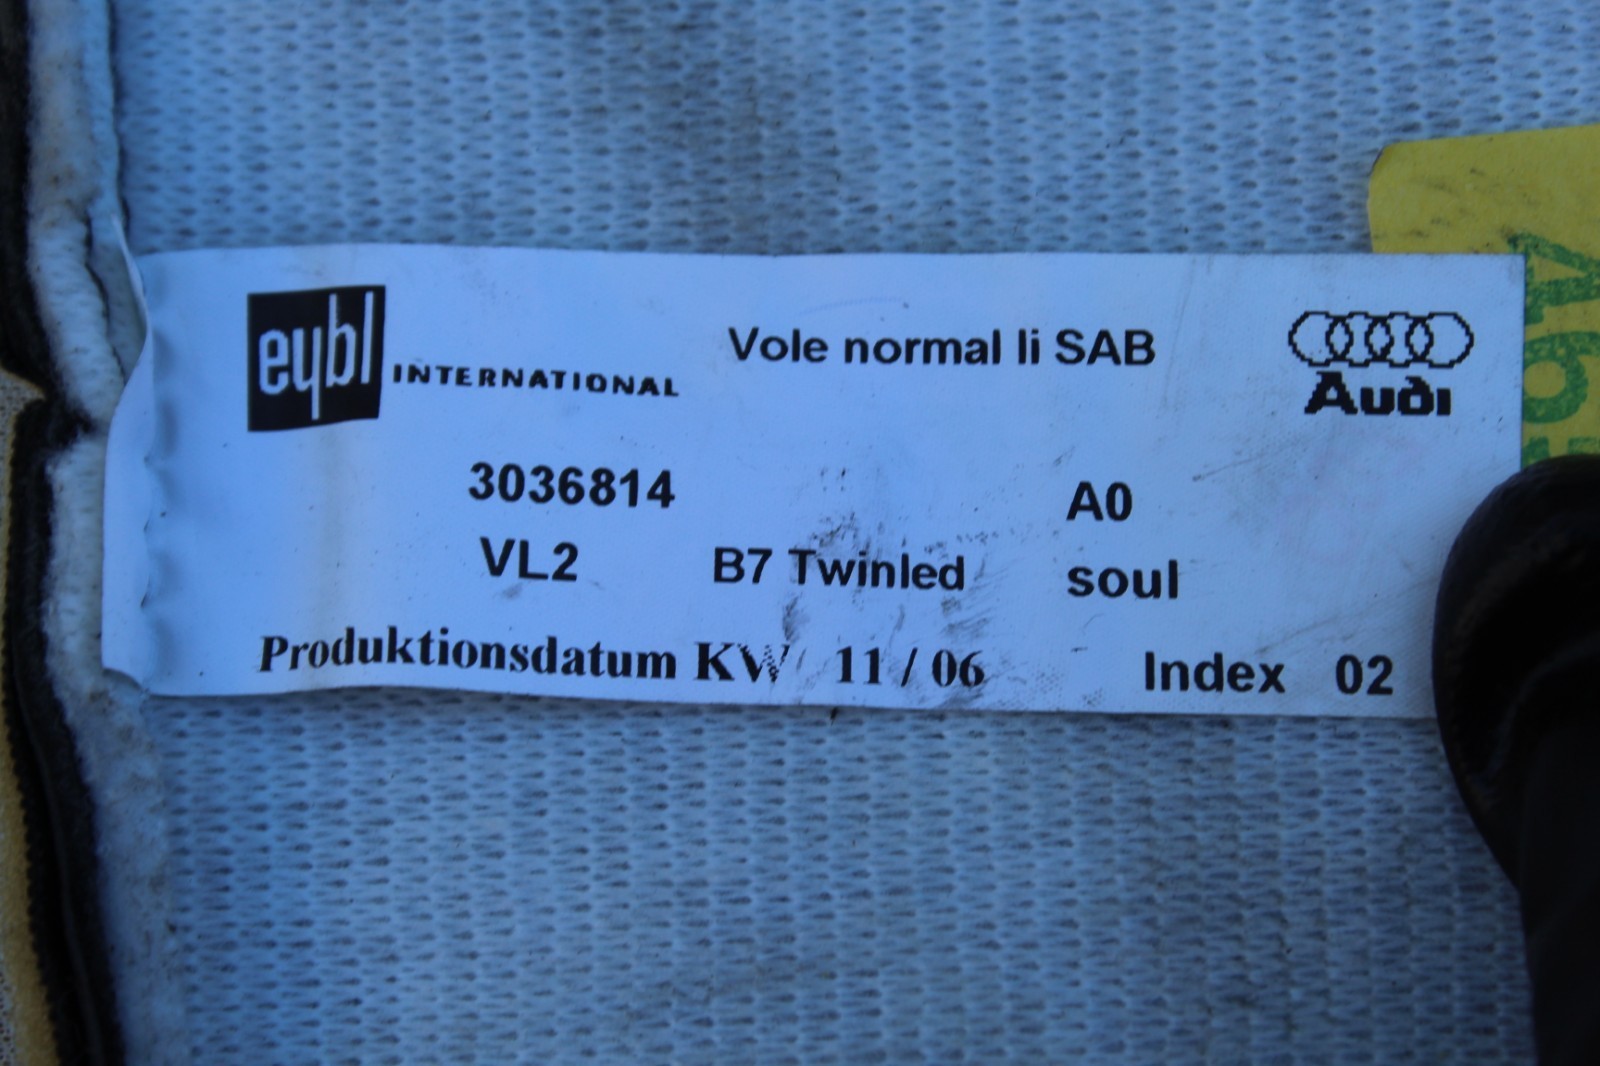 eybl INTERNATIONAL
Vole normal li SAB
Audi
3036814 A0
VL2 B7 Twinled soul
Produktionsdatum KW 11 / 06 Index 02